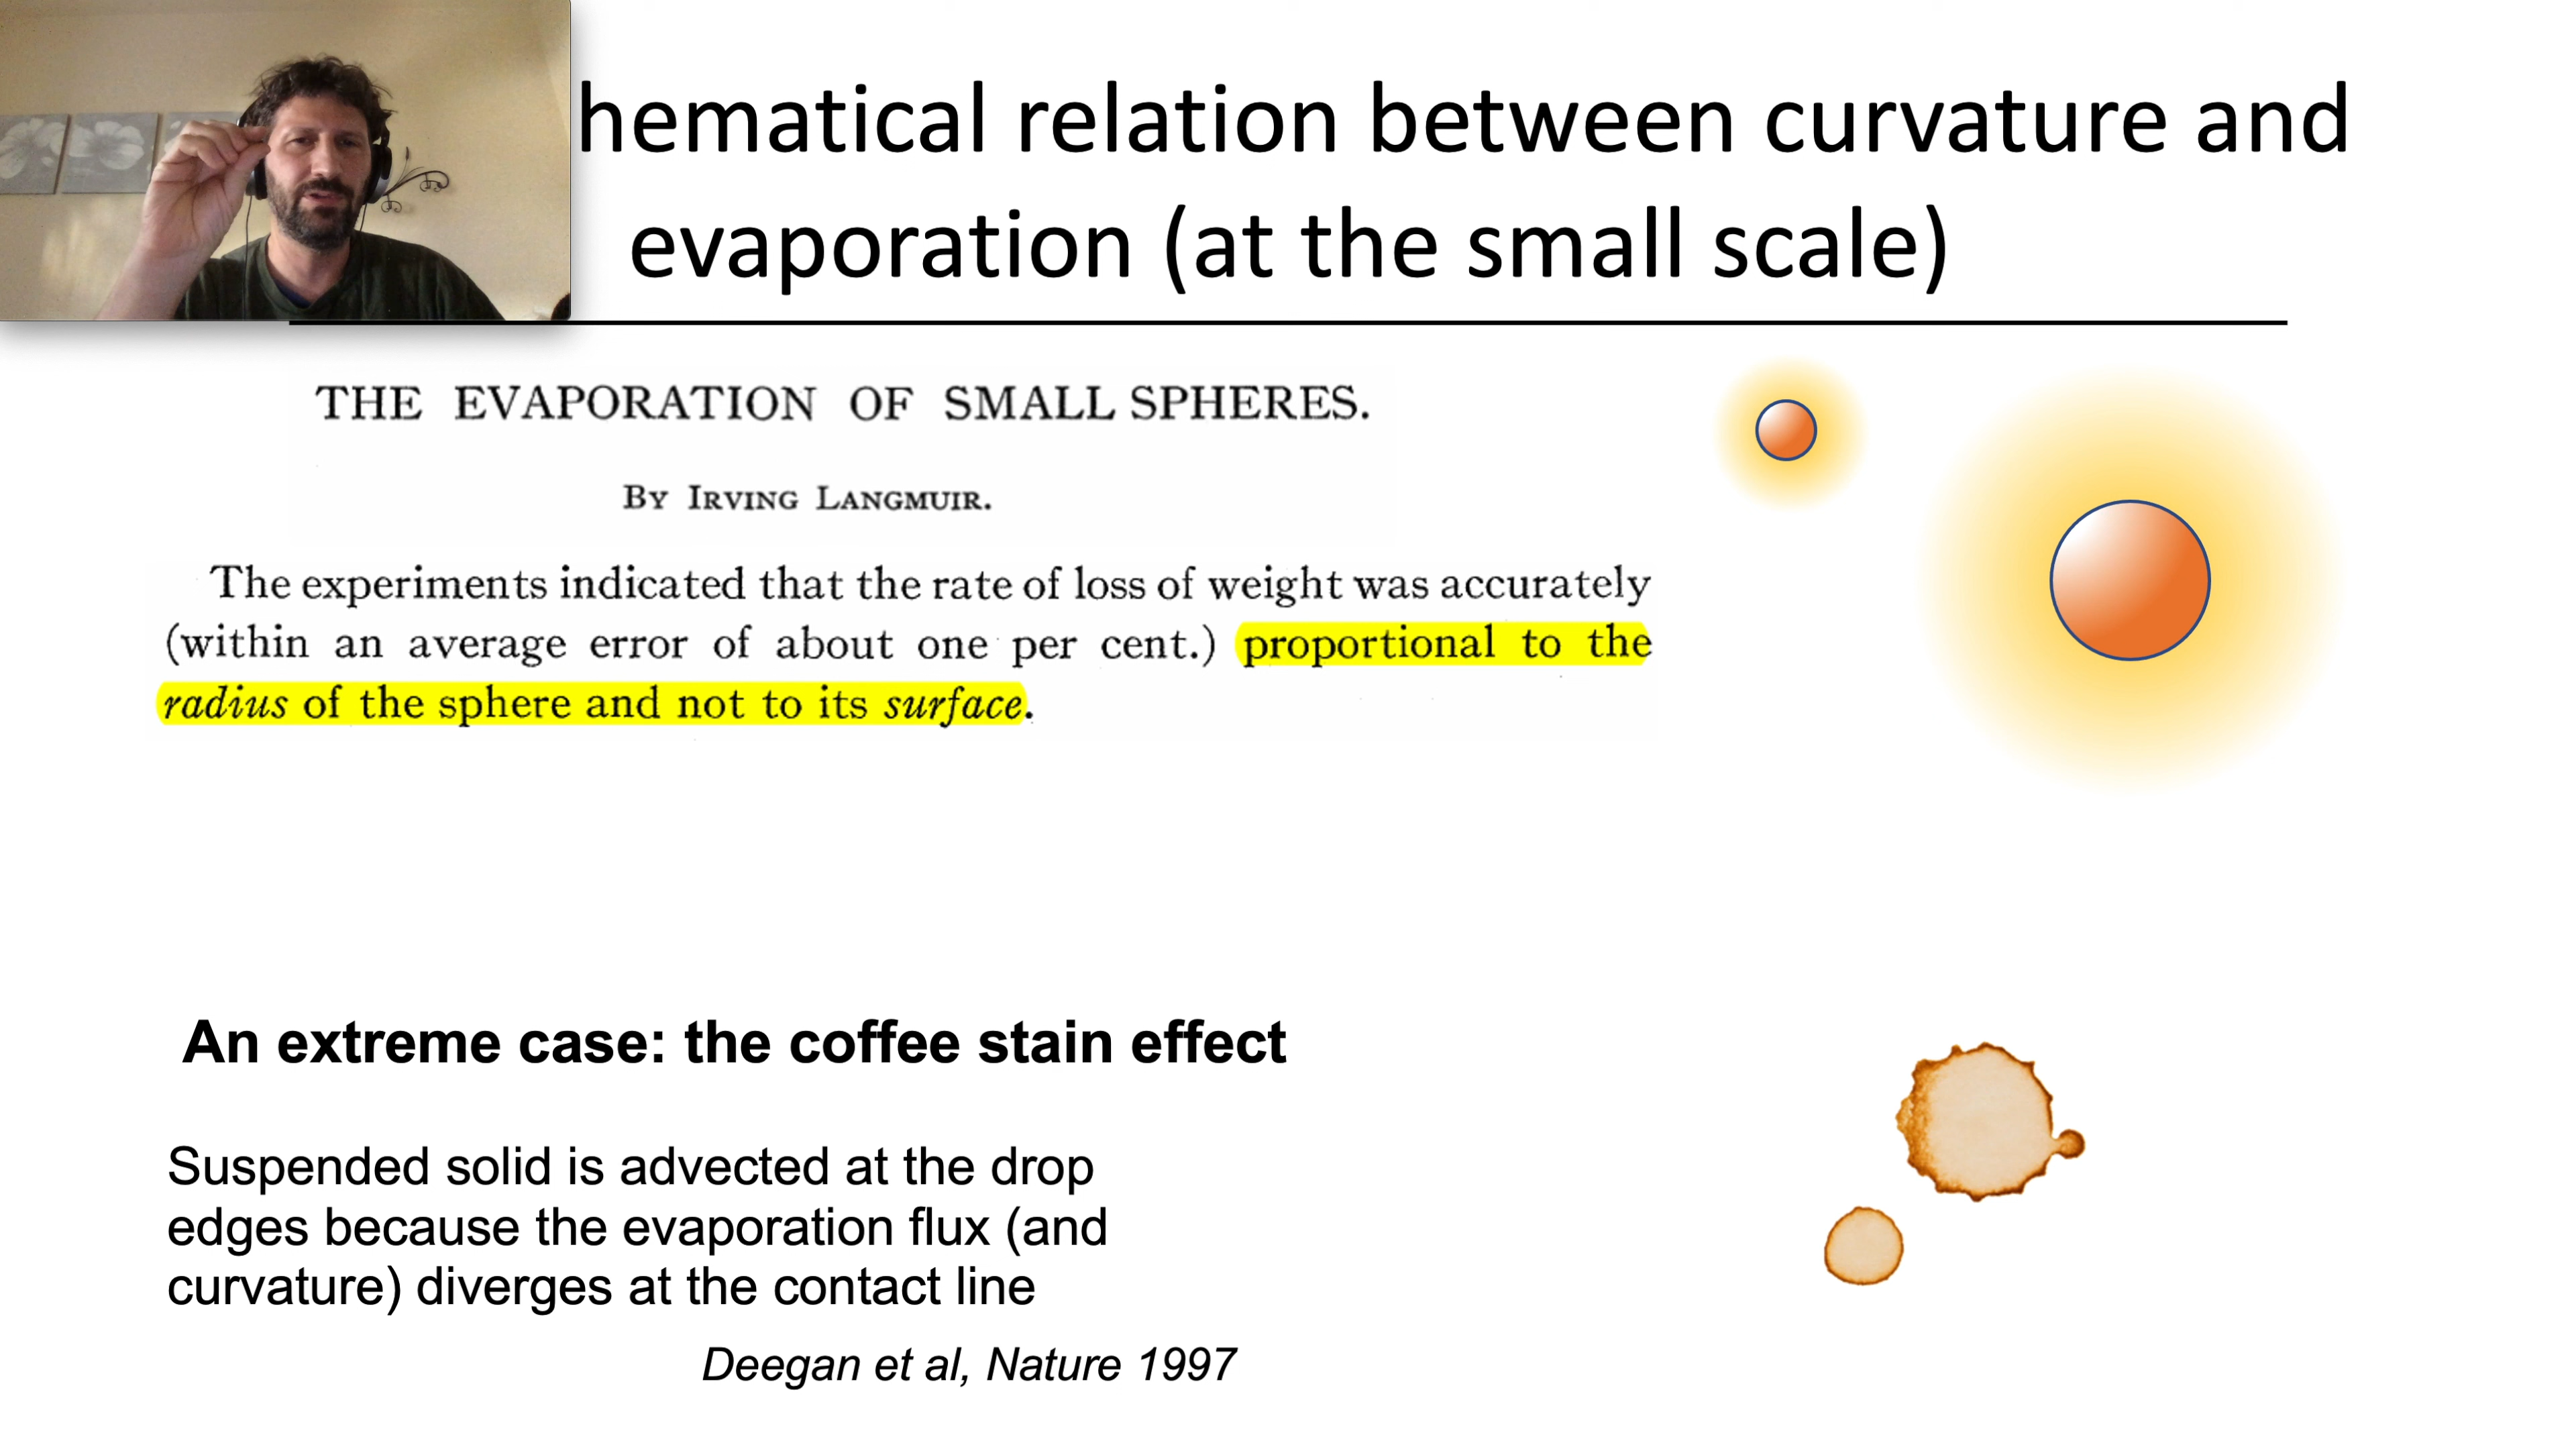 hematical relation between curvature and
evaporation (at the small scale)
THE EVAPORATION OF SMALL SPHERES.
By Irving Langmuir.
The experiments indicated that the rate of loss of weight was accurately
(within an average error of about one per cent.) proportional to the
radius of the sphere and not to its surface.
An extreme case: the coffee stain effect
Suspended solid is advected at the drop
edges because the evaporation flux (and
curvature) diverges at the contact line
Deegan et al, Nature 1997